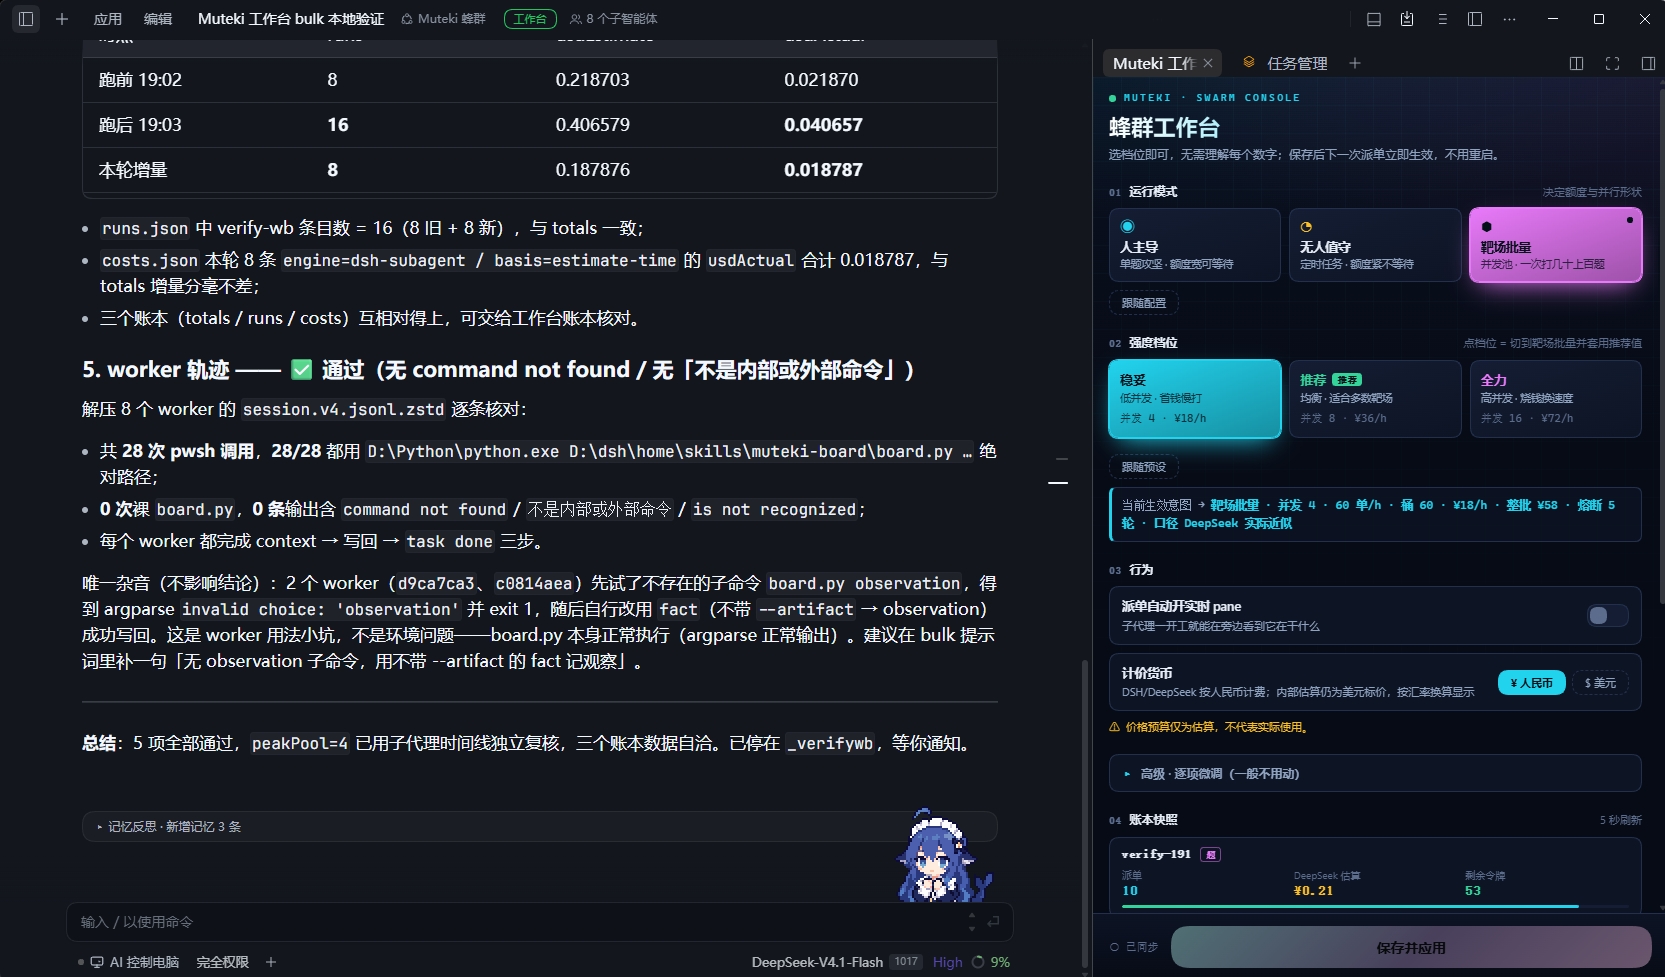 应用 编辑 Muteki 工作台 bulk 本地验证 Muteki 蜂群 工作台 8 个子智能体
跑前 19:02 8 0.218703 0.021870
跑后 19:03 16 0.406579 0.040657
本轮增量 8 0.187876 0.018787
runs.json 中 verify-wb 条目数 = 16（8 旧 + 8 新），与 totals 一致；
costs.json 本轮 8 条 engine=dsh-subagent / basis=estimate-time 的 usdActual 合计 0.018787，与
totals 增量分毫不差；
三个账本（totals / runs / costs）互相对得上，可交给工作台账本核对。
5. worker 轨迹 —— ✅ 通过（无 command not found / 无「不是内部或外部命令」）
解压 8 个 worker 的 session.v4.jsonl.zstd 逐条核对：
共 28 次 pwsh 调用，28/28 都用 D:\Python\python.exe D:\dsh\home\skills\muteki-board\board.py … 绝
对路径；
0 次裸 board.py，0 条输出含 command not found / 不是内部或外部命令 / is not recognized；
每个 worker 都完成 context → 写回 → task done 三步。
唯一杂音（不影响结论）：2 个 worker（d9ca7ca3、c0814aea）先试了不存在的子命令 board.py observation，得
到 argparse invalid choice: 'observation' 并 exit 1，随后自行改用 fact（不带 --artifact → observation）
成功写回。这是 worker 用法小坑，不是环境问题——board.py 本身正常执行（argparse 正常输出）。建议在 bulk 提示
词里补一句「无 observation 子命令，用不带 --artifact 的 fact 记观察」。
总结：5 项全部通过，peakPool=4 已用子代理时间线独立复核，三个账本数据自洽。已停在 _verifywb，等你通知。
记忆反思 · 新增记忆 3 条
输入 / 以使用命令
AI 控制电脑 完全权限 DeepSeek-V4.1-Flash 1017 High 9%
Muteki 工作 任务管理
MUTEKI · SWARM CONSOLE
蜂群工作台
选档位即可，无需理解每个数字；保存后下一次派单立即生效，不用重启。
01 运行模式 决定额度与并行形状
人主导
单题攻坚 · 额度宽可等待
无人值守
定时任务 · 额度紧不等待
靶场批量
并发池 · 一次打几十上百题
跟随配置
02 强度档位 点档位 = 切到靶场批量并套用推荐值
稳妥
低并发 · 省钱慢打
并发 4 · ¥18/h
推荐 推荐
均衡 · 适合多数靶场
并发 8 · ¥36/h
全力
高并发 · 烧钱换速度
并发 16 · ¥72/h
跟随预设
当前生效意图 → 靶场批量 · 并发 4 · 60 单/h · 桶 60 · ¥18/h · 整批 ¥58 · 熔断 5
轮 · 口径 DeepSeek 实际近似
03 行为
派单自动开实时 pane
子代理一开工就能在旁边看到它在干什么
计价货币
DSH/DeepSeek 按人民币计费；内部估算仍为美元标价，按汇率换算显示
¥ 人民币 $ 美元
⚠ 价格预算仅为估算，不代表实际使用。
高级 · 逐项微调（一般不用动）
04 账本快照 5 秒刷新
verify-191 超
派单 DeepSeek 估算 剩余令牌
10 ¥0.21 53
已同步 保存并应用